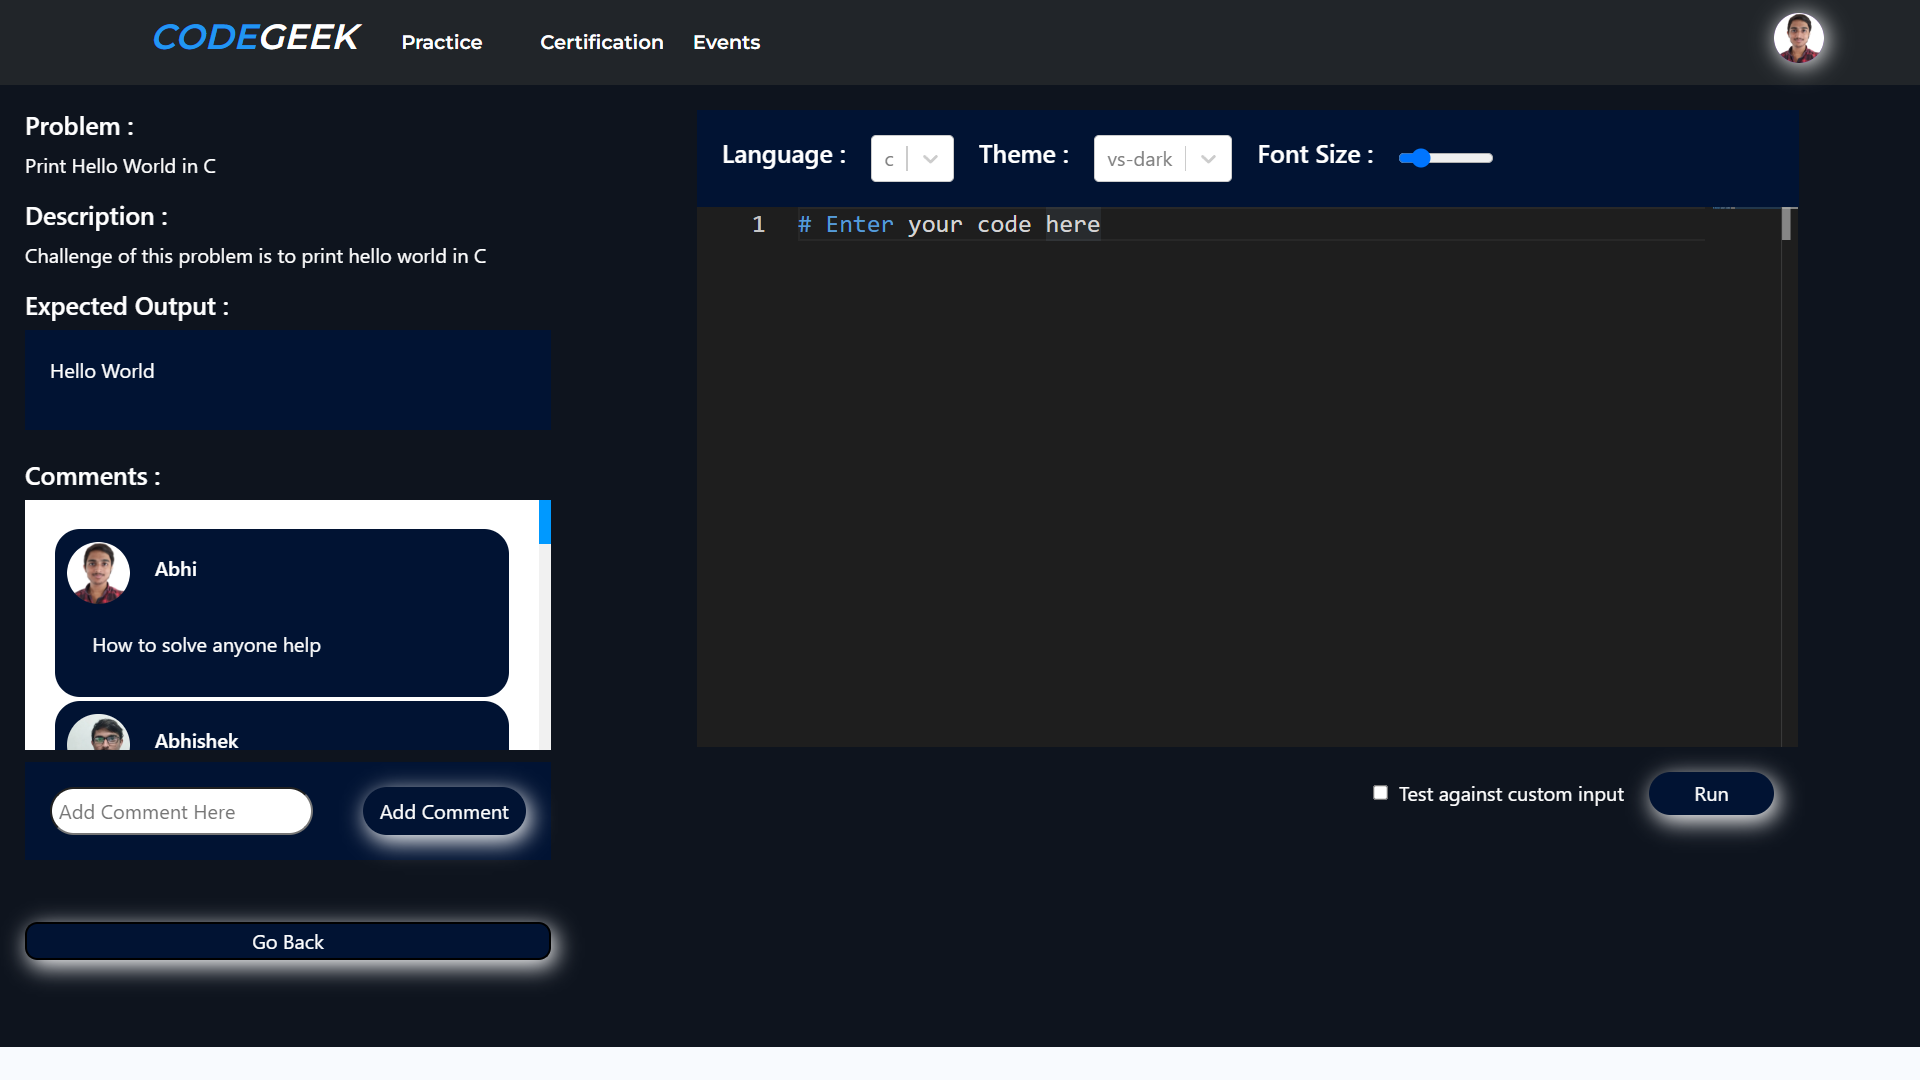 CODEGEEK
Practice
Certification
Events
Problem :
Print Hello World in C
Description :
Challenge of this problem is to print hello world in C
Expected Output :
Hello World
Comments :
Abhi
How to solve anyone help
Abhishek
Add Comment Here
Add Comment
Go Back
Language :
c
Theme :
vs-dark
Font Size :
1
# Enter your code here
Test against custom input
Run